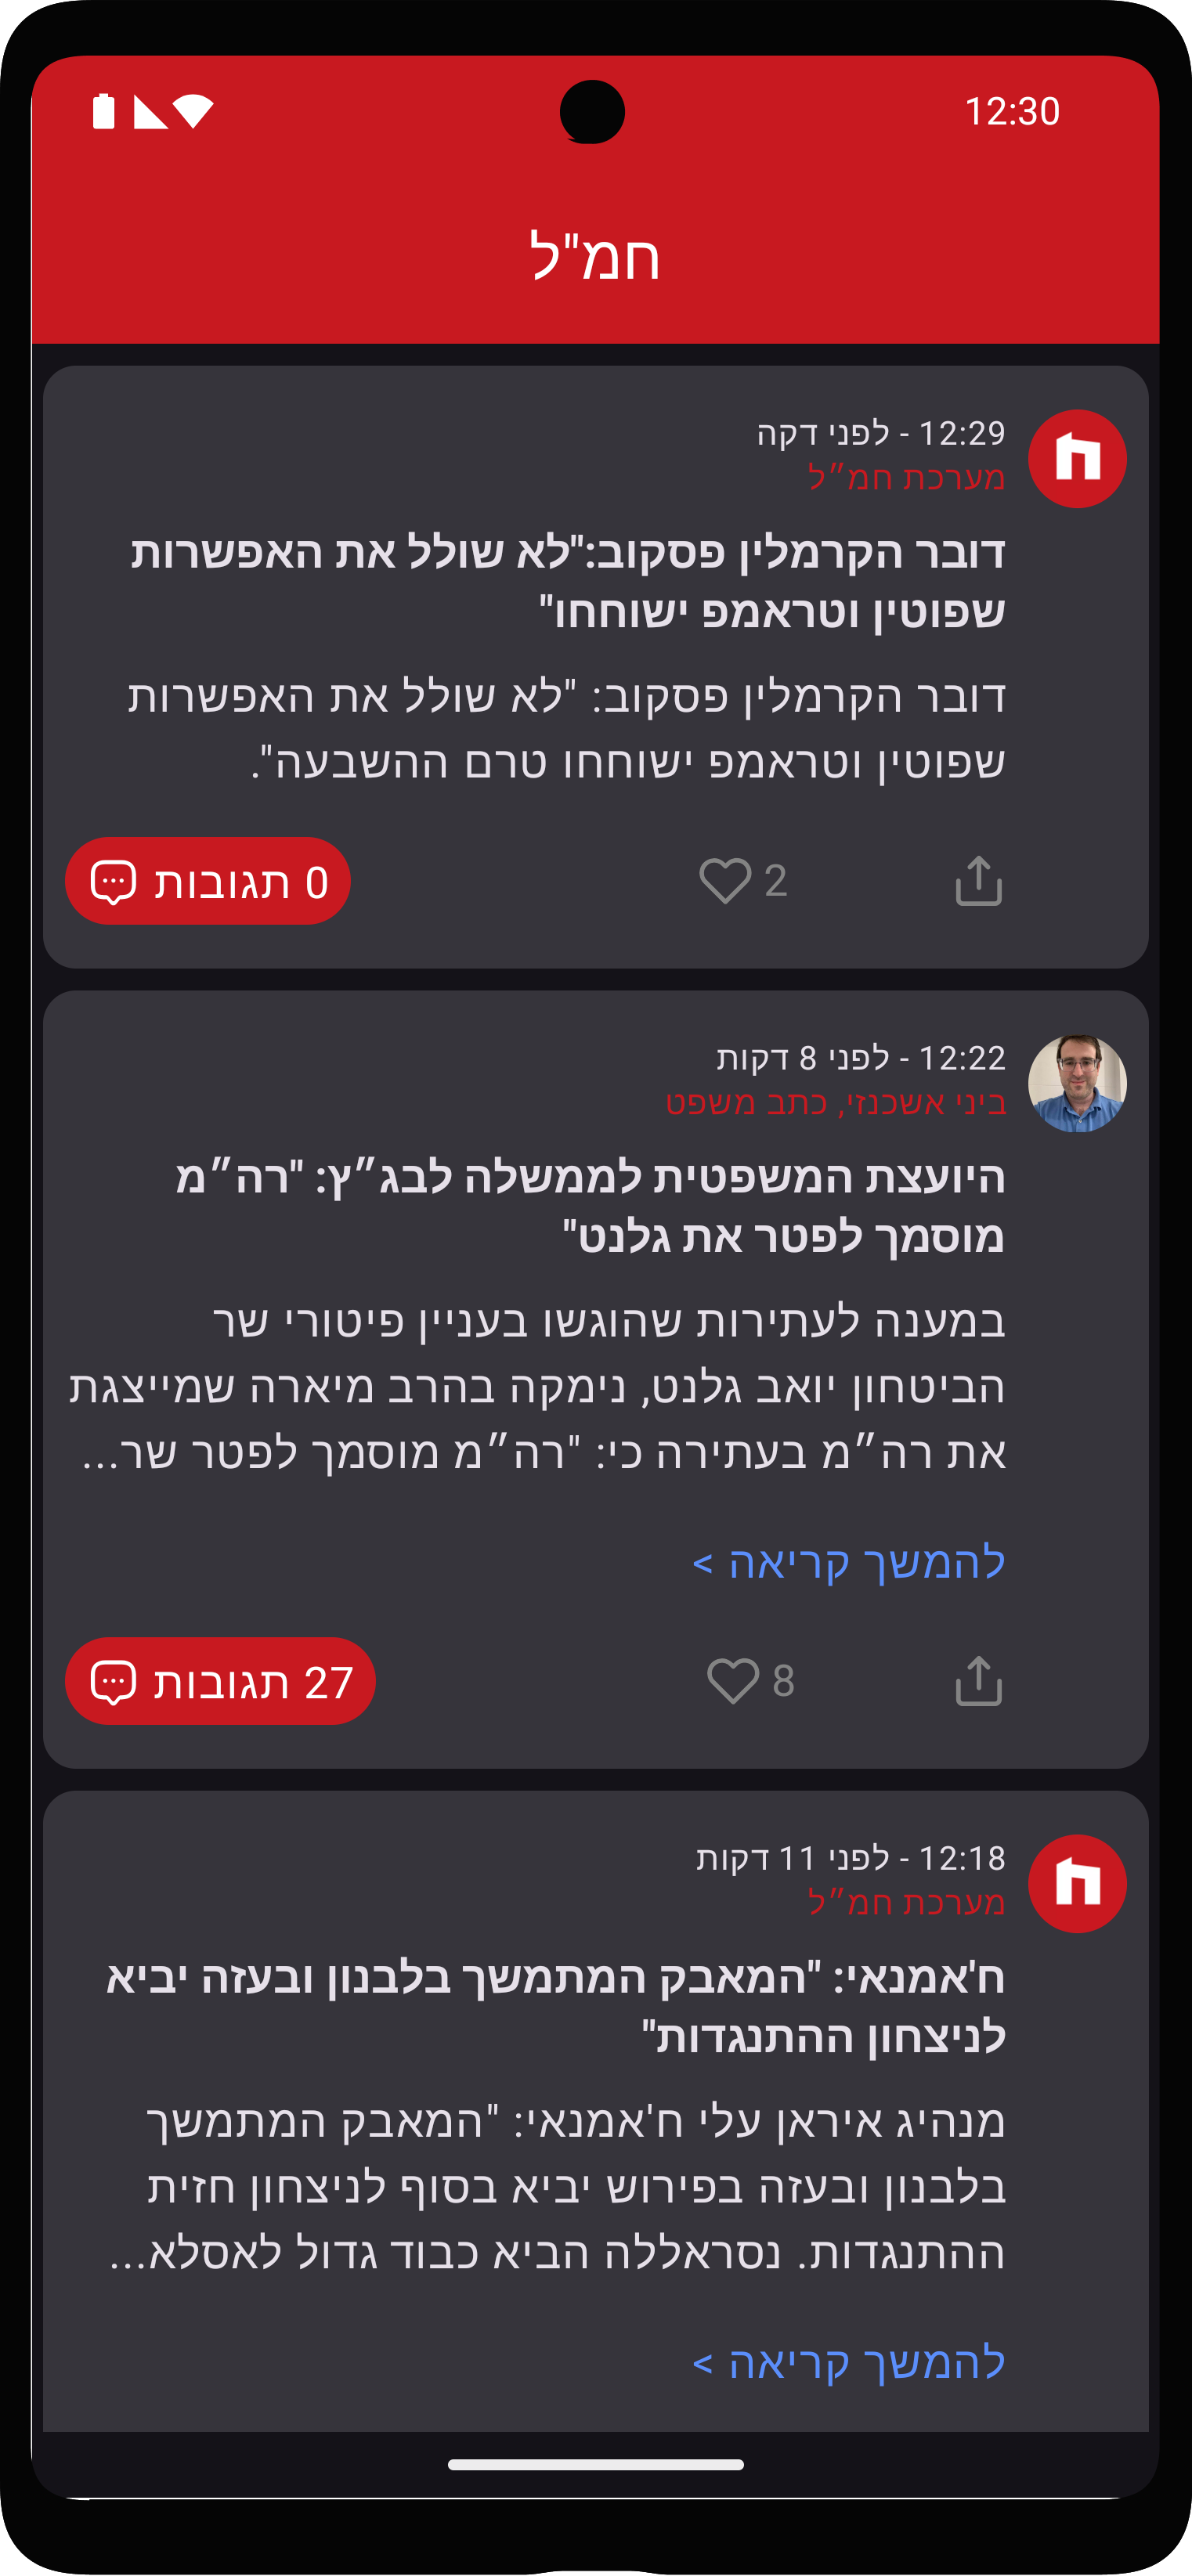 12:30
חמ"ל
12:29 - לפני דקה
מערכת חמ״ל
דובר הקרמלין פסקוב:"לא שולל את האפשרות
שפוטין וטראמפ ישוחחו"
דובר הקרמלין פסקוב: "לא שולל את האפשרות
שפוטין וטראמפ ישוחחו טרם ההשבעה".
2
0 תגובות
12:22 - לפני 8 דקות
ביני אשכנזי, כתב משפט
היועצת המשפטית לממשלה לבג״ץ: "רה״מ
מוסמך לפטר את גלנט"
במענה לעתירות שהוגשו בעניין פיטורי שר
הביטחון יואב גלנט, נימקה בהרב מיארה שמייצגת
את רה״מ בעתירה כי: "רה״מ מוסמך לפטר שר...
להמשך קריאה >
8
27 תגובות
12:18 - לפני 11 דקות
מערכת חמ״ל
ח'אמנאי: "המאבק המתמשך בלבנון ובעזה יביא
לניצחון ההתנגדות"
מנהיג איראן עלי ח'אמנאי: "המאבק המתמשך
בלבנון ובעזה בפירוש יביא בסוף לניצחון חזית
ההתנגדות. נסראללה הביא כבוד גדול לאסלא...
להמשך קריאה >